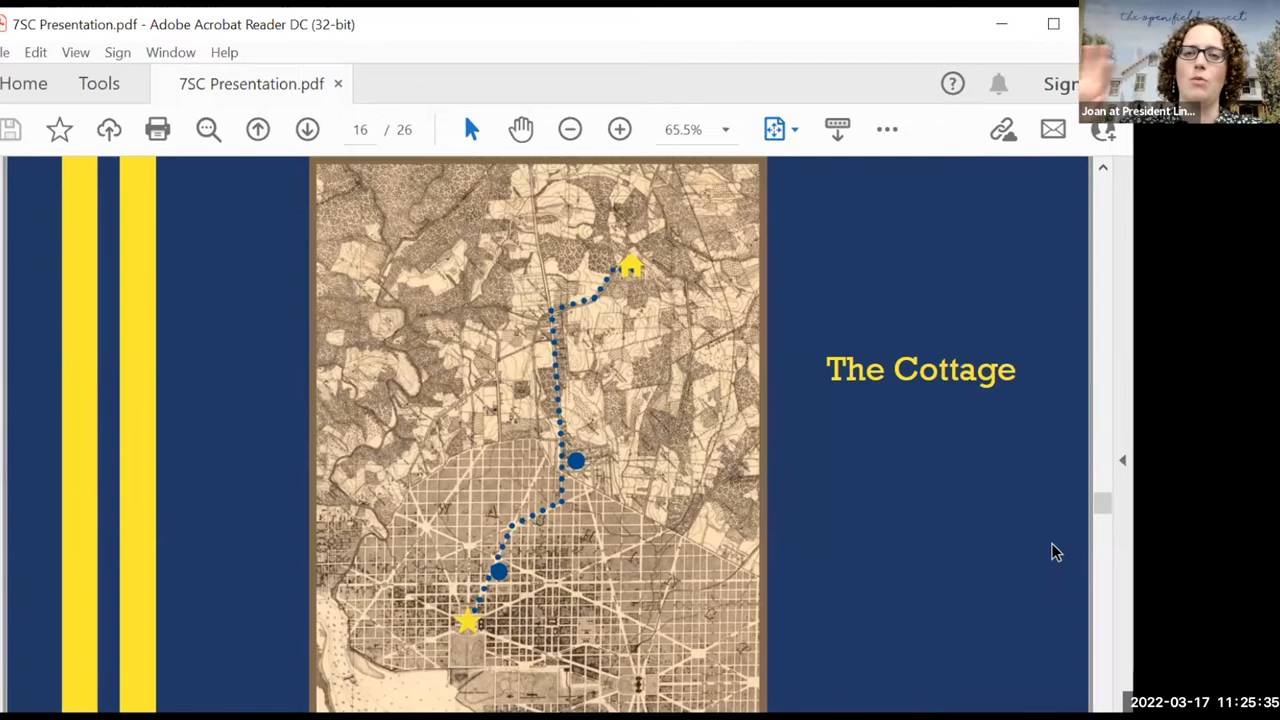 7SC Presentation.pdf - Adobe Acrobat Reader DC (32-bit)
le Edit View Sign Window Help
Home Tools 7SC Presentation.pdf × ? Sign
16 / 26 65.5%
Joan at President Lin...
The Cottage
2022-03-17 11:25:35